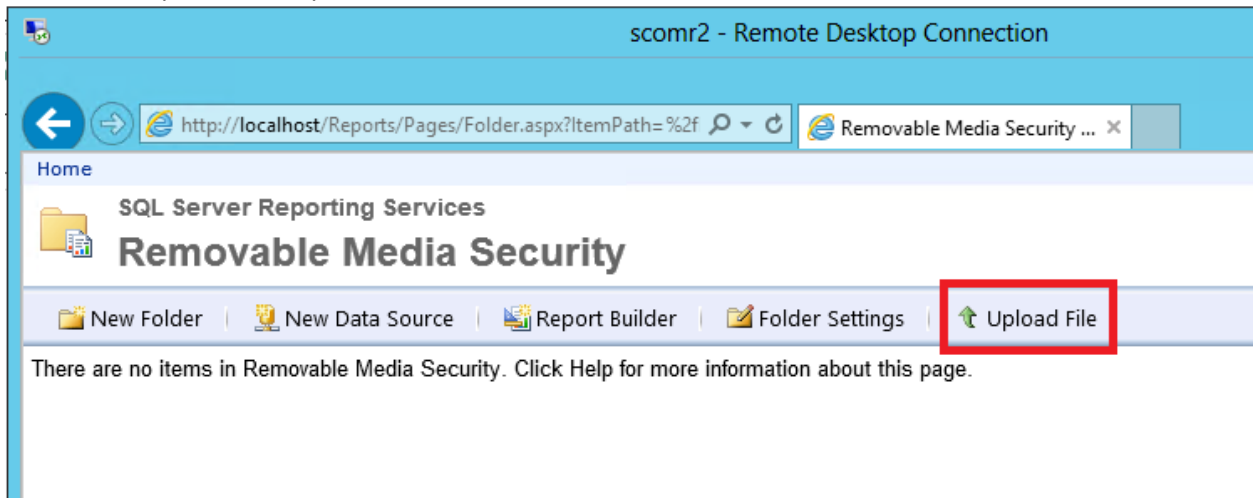 scomr2 - Remote Desktop Connection
http://localhost/Reports/Pages/Folder.aspx?ItemPath=%2f Removable Media Security ...
Home
SQL Server Reporting Services
Removable Media Security
New Folder New Data Source Report Builder Folder Settings Upload File
There are no items in Removable Media Security. Click Help for more information about this page.